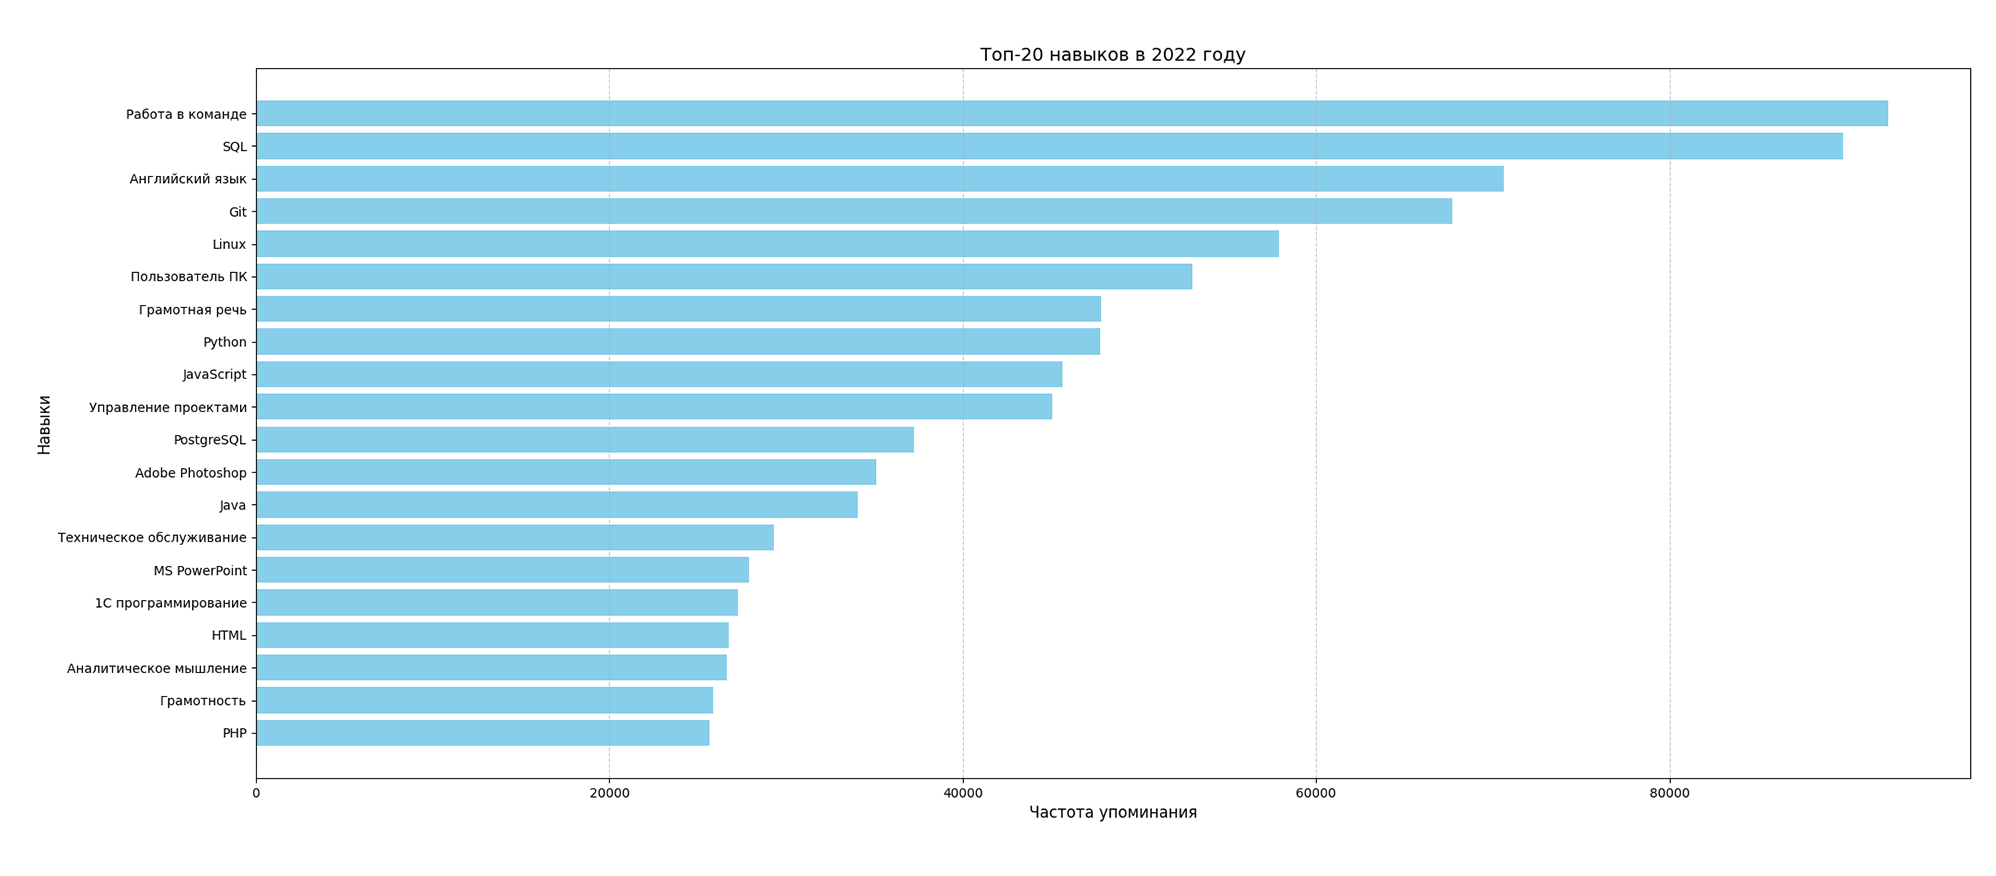 Топ-20 навыков в 2022 году
Навыки
Работа в команде
SQL
Английский язык
Git
Linux
Пользователь ПК
Грамотная речь
Python
JavaScript
Управление проектами
PostgreSQL
Adobe Photoshop
Java
Техническое обслуживание
MS PowerPoint
1С программирование
HTML
Аналитическое мышление
Грамотность
PHP
0 20000 40000 60000 80000
Частота упоминания